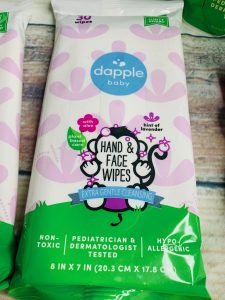 30
wipes
dapple
baby
with aloe
plant based care
hint of
lavender
HAND &
FACE
WIPES
EXTRA GENTLE CLEANSING
NON-
TOXIC
PEDIATRICIAN &
DERMATOLOGIST
TESTED
HYPO
ALLERGENIC
8 IN X 7 IN (20.3 CM X 17.8 CM)